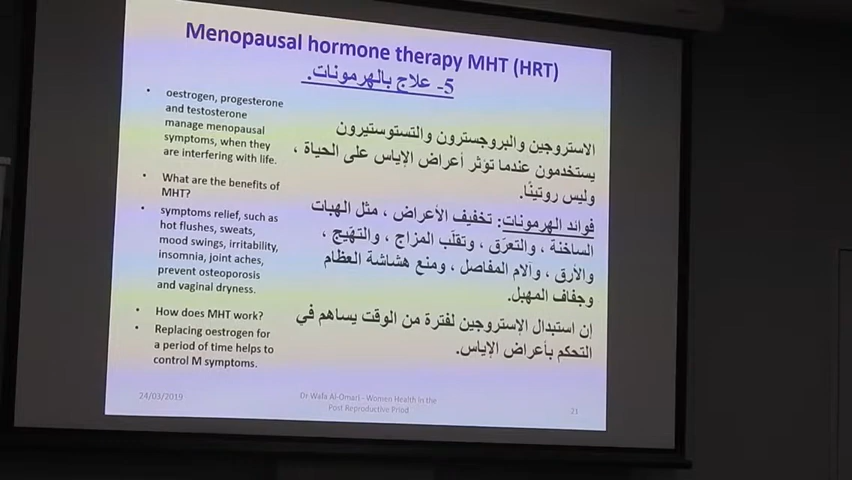 Menopausal hormone therapy MHT (HRT)
5- علاج بالهرمونات.
• oestrogen, progesterone
and testosterone
manage menopausal
symptoms, when they
are interfering with life.
• What are the benefits of
MHT?
• symptoms relief, such as
hot flushes, sweats,
mood swings, irritability,
insomnia, joint aches,
prevent osteoporosis
and vaginal dryness.
• How does MHT work?
• Replacing oestrogen for
a period of time helps to
control M symptoms.
الاستروجين والبروجسترون والتستوستيرون
يستخدمون عندما تؤثر أعراض الإياس على الحياة ،
وليس روتينًا.
فوائد الهرمونات: تخفيف الأعراض ، مثل الهبات
الساخنة ، والتعرّق ، وتقلّب المزاج ، والتهيّج ،
والأرق ، وآلام المفاصل ، ومنع هشاشة العظام
وجفاف المهبل.
إن استبدال الإستروجين لفترة من الوقت يساهم في
التحكم بأعراض الإياس.
24/03/2019
Dr Wafa Al-Omari - Women Health in the
Post Reproductive Priod
21